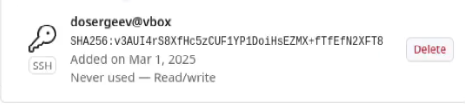 dosergeev@vbox
SHA256:v3AUI4rS8XfHc5zCUF1YP1DoiHsEZMX+fTfEfN2XFT8
Added on Mar 1, 2025
Never used — Read/write
SSH
Delete